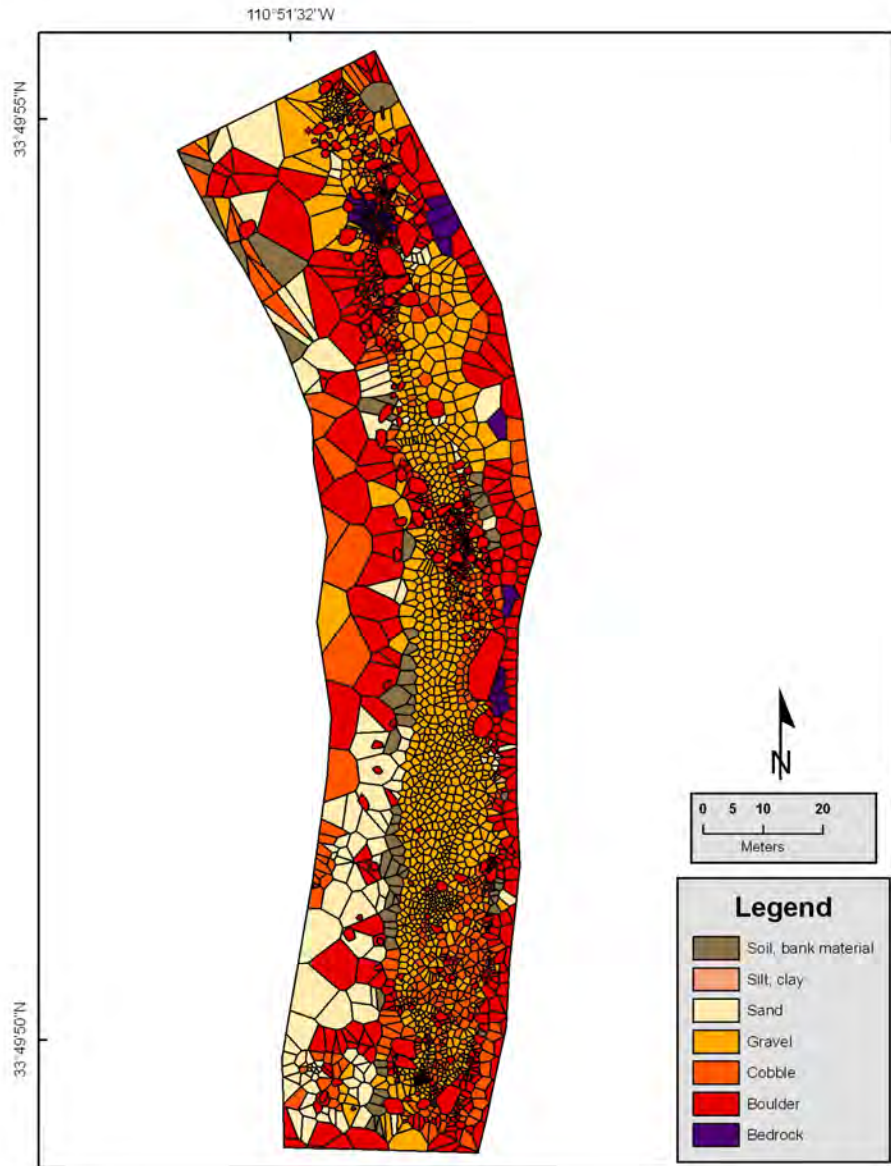 110°51'32"W
33°49'55"N
33°49'50"N
N
0 5 10 20
Meters
Legend
Soil, bank material
Silt, clay
Sand
Gravel
Cobble
Boulder
Bedrock